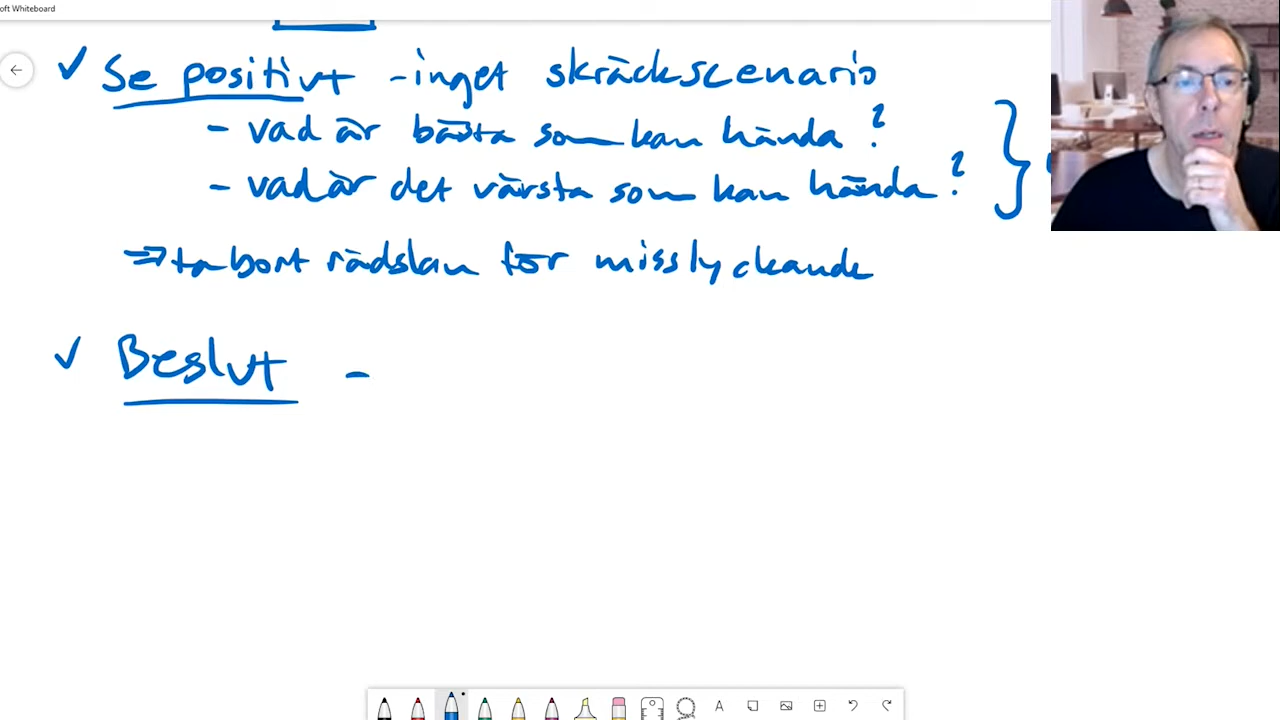 oft Whiteboard
✓ Se positivt - inget skräckscenario
- vad är bästa som kan hända?
- vad är det värsta som kan hända?
⇒ ta bort rädslan för misslyckande
✓ Beslut -
A